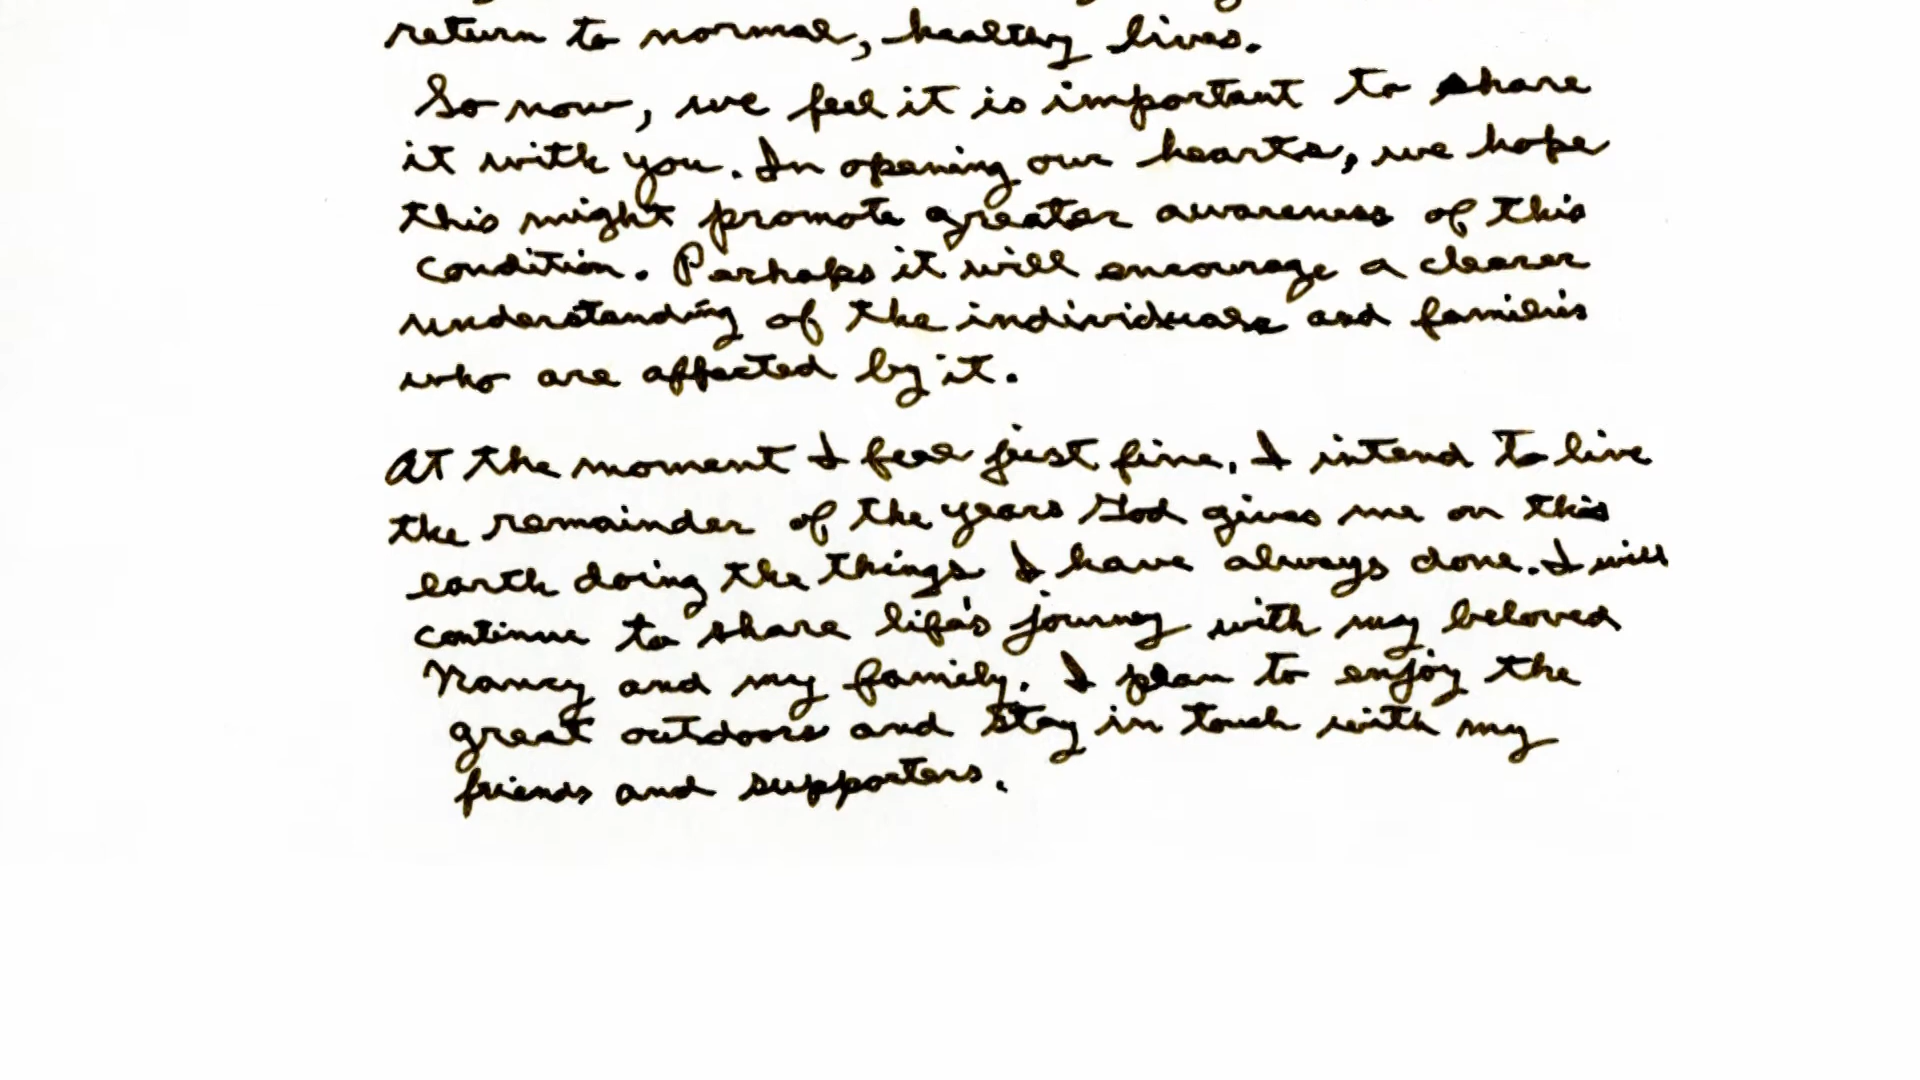 return to normal, healthy lives.
So now, we feel it is important to share
it with you. In opening our hearts, we hope
this might promote greater awareness of this
condition. Perhaps it will encourage a clearer
understanding of the individuals and families
who are affected by it.
At the moment I feel just fine. I intend to live
the remainder of the years God gives me on this
earth doing the things I have always done. I will
continue to share life's journey with my beloved
Nancy and my family. I plan to enjoy the
great outdoors and stay in touch with my
friends and supporters.